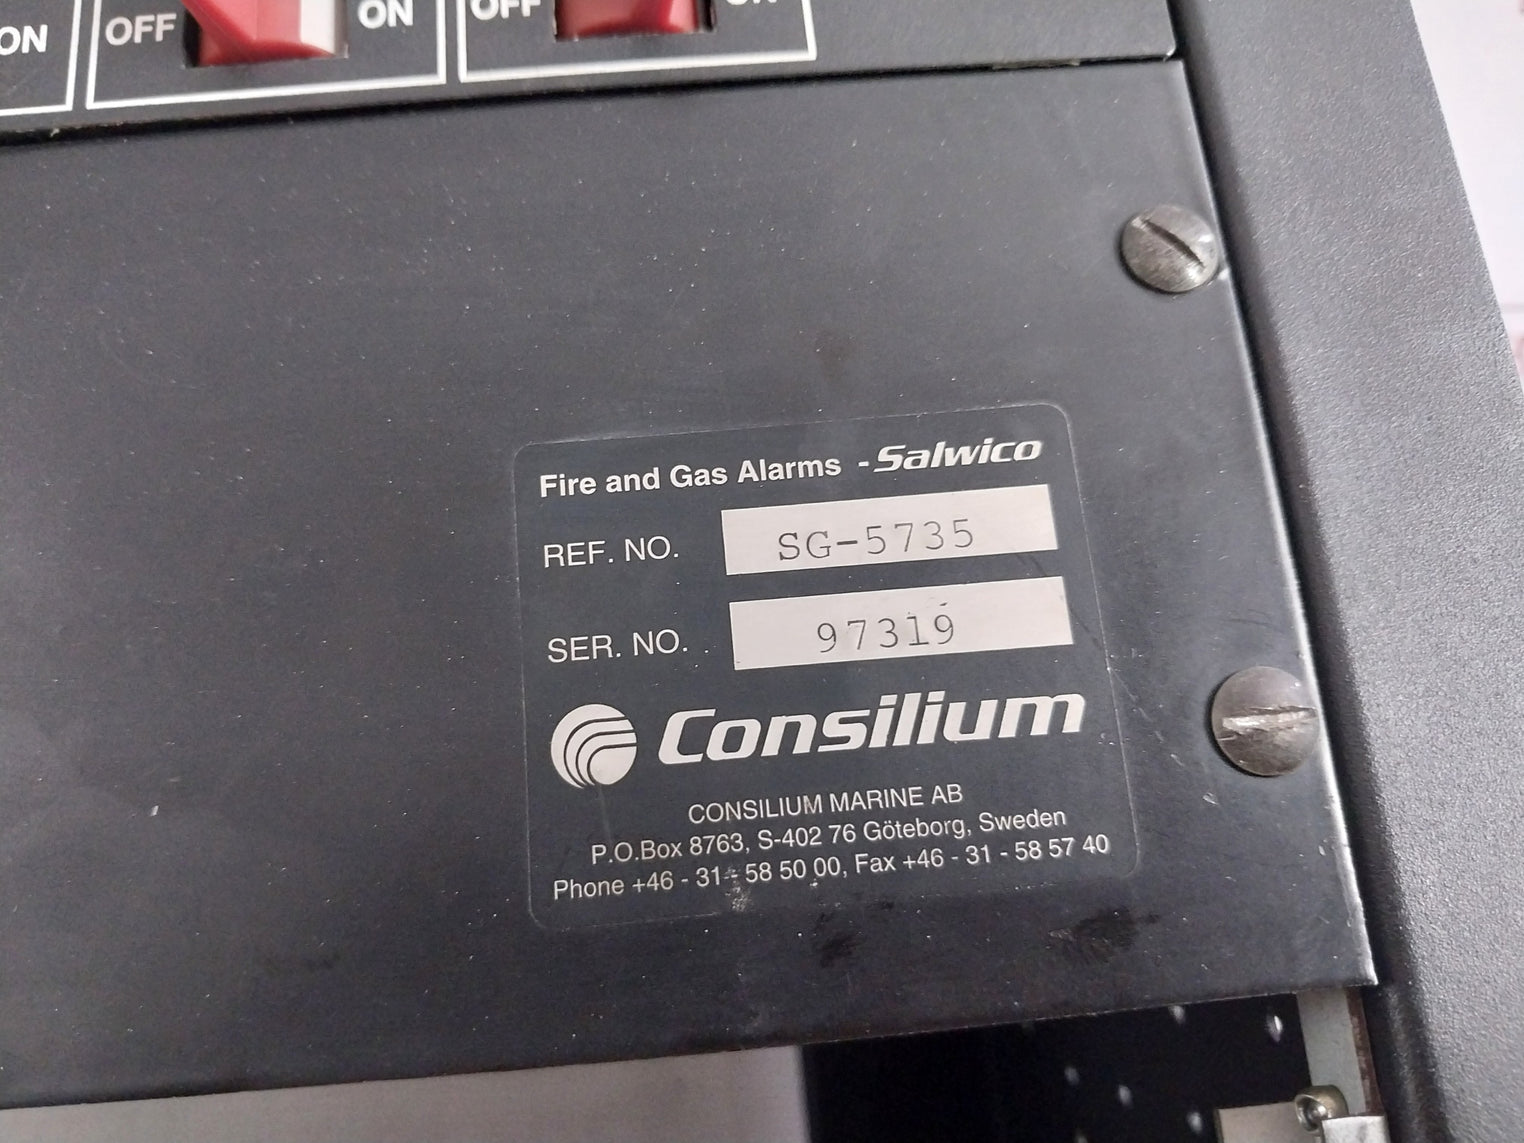 ON OFF ON OFF ON
Fire and Gas Alarms - Salwico
REF. NO. SG-5735
SER. NO. 97319
Consilium
CONSILIUM MARINE AB
P.O.Box 8763, S-402 76 Göteborg, Sweden
Phone +46 - 31 - 58 50 00, Fax +46 - 31 - 58 57 40